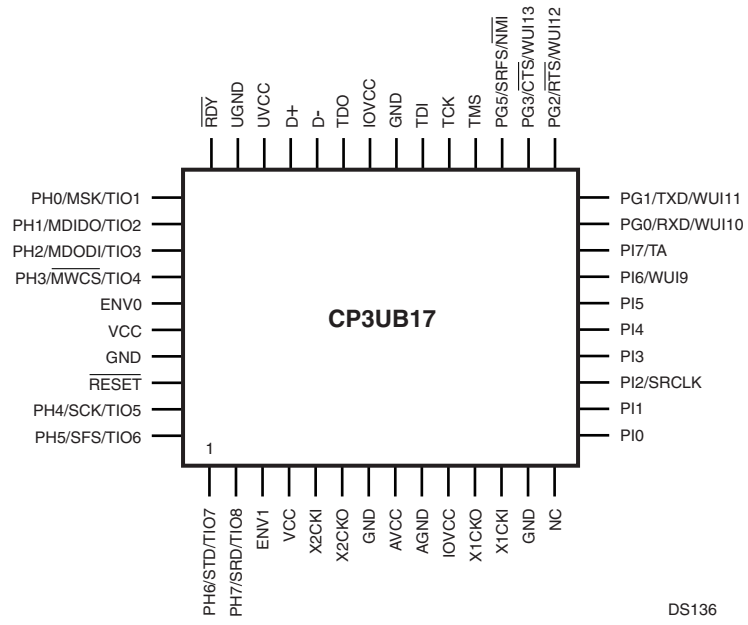 RDY
UGND
UVCC
D+
D-
TDO
IOVCC
GND
TDI
TCK
TMS
PG5/SRFS/NMI
PG3/CTS/WUI13
PG2/RTS/WUI12
PH0/MSK/TIO1
PH1/MDIDO/TIO2
PH2/MDODI/TIO3
PH3/MWCS/TIO4
ENV0
VCC
GND
RESET
PH4/SCK/TIO5
PH5/SFS/TIO6
CP3UB17
1
PG1/TXD/WUI11
PG0/RXD/WUI10
PI7/TA
PI6/WUI9
PI5
PI4
PI3
PI2/SRCLK
PI1
PI0
PH6/STD/TIO7
PH7/SRD/TIO8
ENV1
VCC
X2CKI
X2CKO
GND
AVCC
AGND
IOVCC
X1CKO
X1CKI
GND
NC
DS136